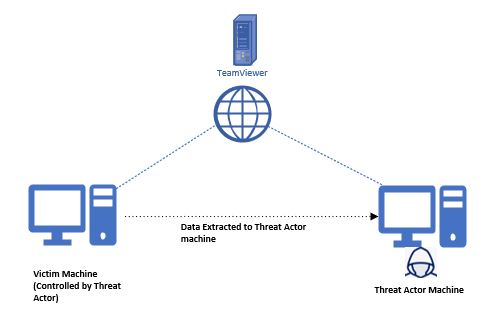 TeamViewer
Data Extracted to Threat Actor
machine
Victim Machine
(Controlled by Threat
Actor)
Threat Actor Machine